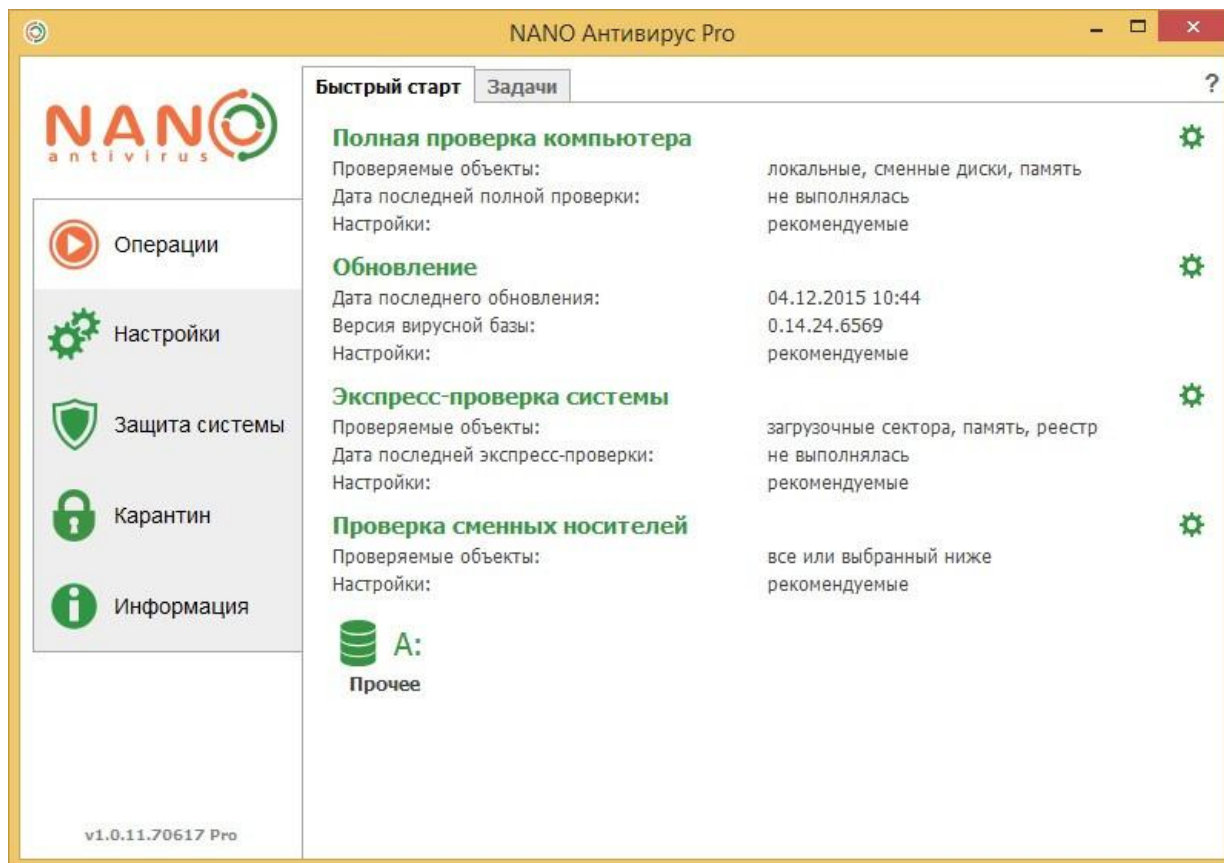 NANO Антивирус Pro
NANO
antivirus
Операции
Настройки
Защита системы
Карантин
Информация
v1.0.11.70617 Pro
Быстрый старт Задачи ?
Полная проверка компьютера
Проверяемые объекты: локальные, сменные диски, память
Дата последней полной проверки: не выполнялась
Настройки: рекомендуемые
Обновление
Дата последнего обновления: 04.12.2015 10:44
Версия вирусной базы: 0.14.24.6569
Настройки: рекомендуемые
Экспресс-проверка системы
Проверяемые объекты: загрузочные сектора, память, реестр
Дата последней экспресс-проверки: не выполнялась
Настройки: рекомендуемые
Проверка сменных носителей
Проверяемые объекты: все или выбранный ниже
Настройки: рекомендуемые
A:
Прочее